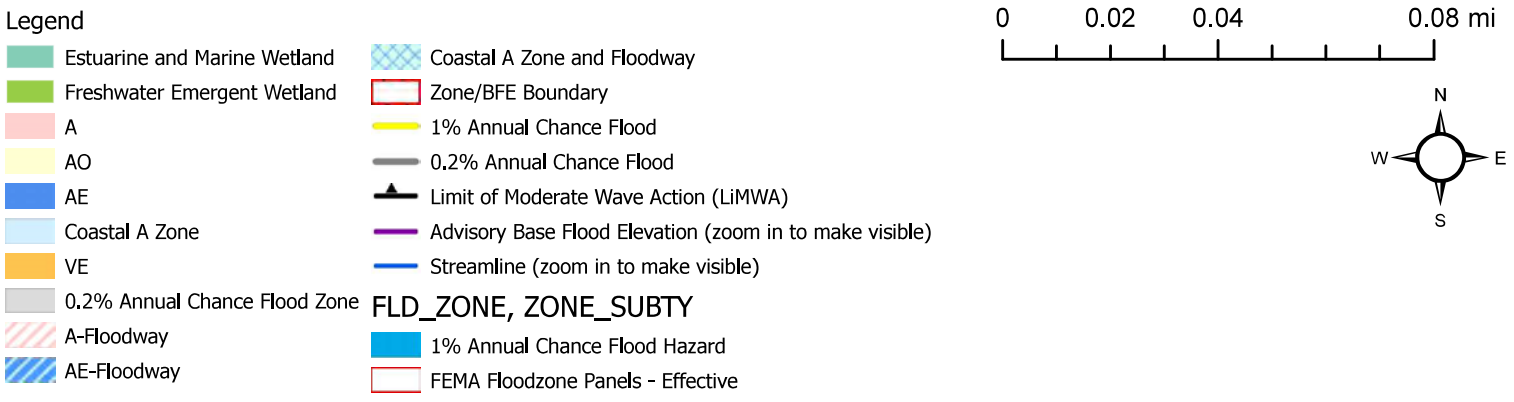 Legend
Estuarine and Marine Wetland
Freshwater Emergent Wetland
A
AO
AE
Coastal A Zone
VE
0.2% Annual Chance Flood Zone
A-Floodway
AE-Floodway
Coastal A Zone and Floodway
Zone/BFE Boundary
1% Annual Chance Flood
0.2% Annual Chance Flood
Limit of Moderate Wave Action (LiMWA)
Advisory Base Flood Elevation (zoom in to make visible)
Streamline (zoom in to make visible)
FLD_ZONE, ZONE_SUBTY
1% Annual Chance Flood Hazard
FEMA Floodzone Panels - Effective
0 0.02 0.04 0.08 mi
N
W E
S